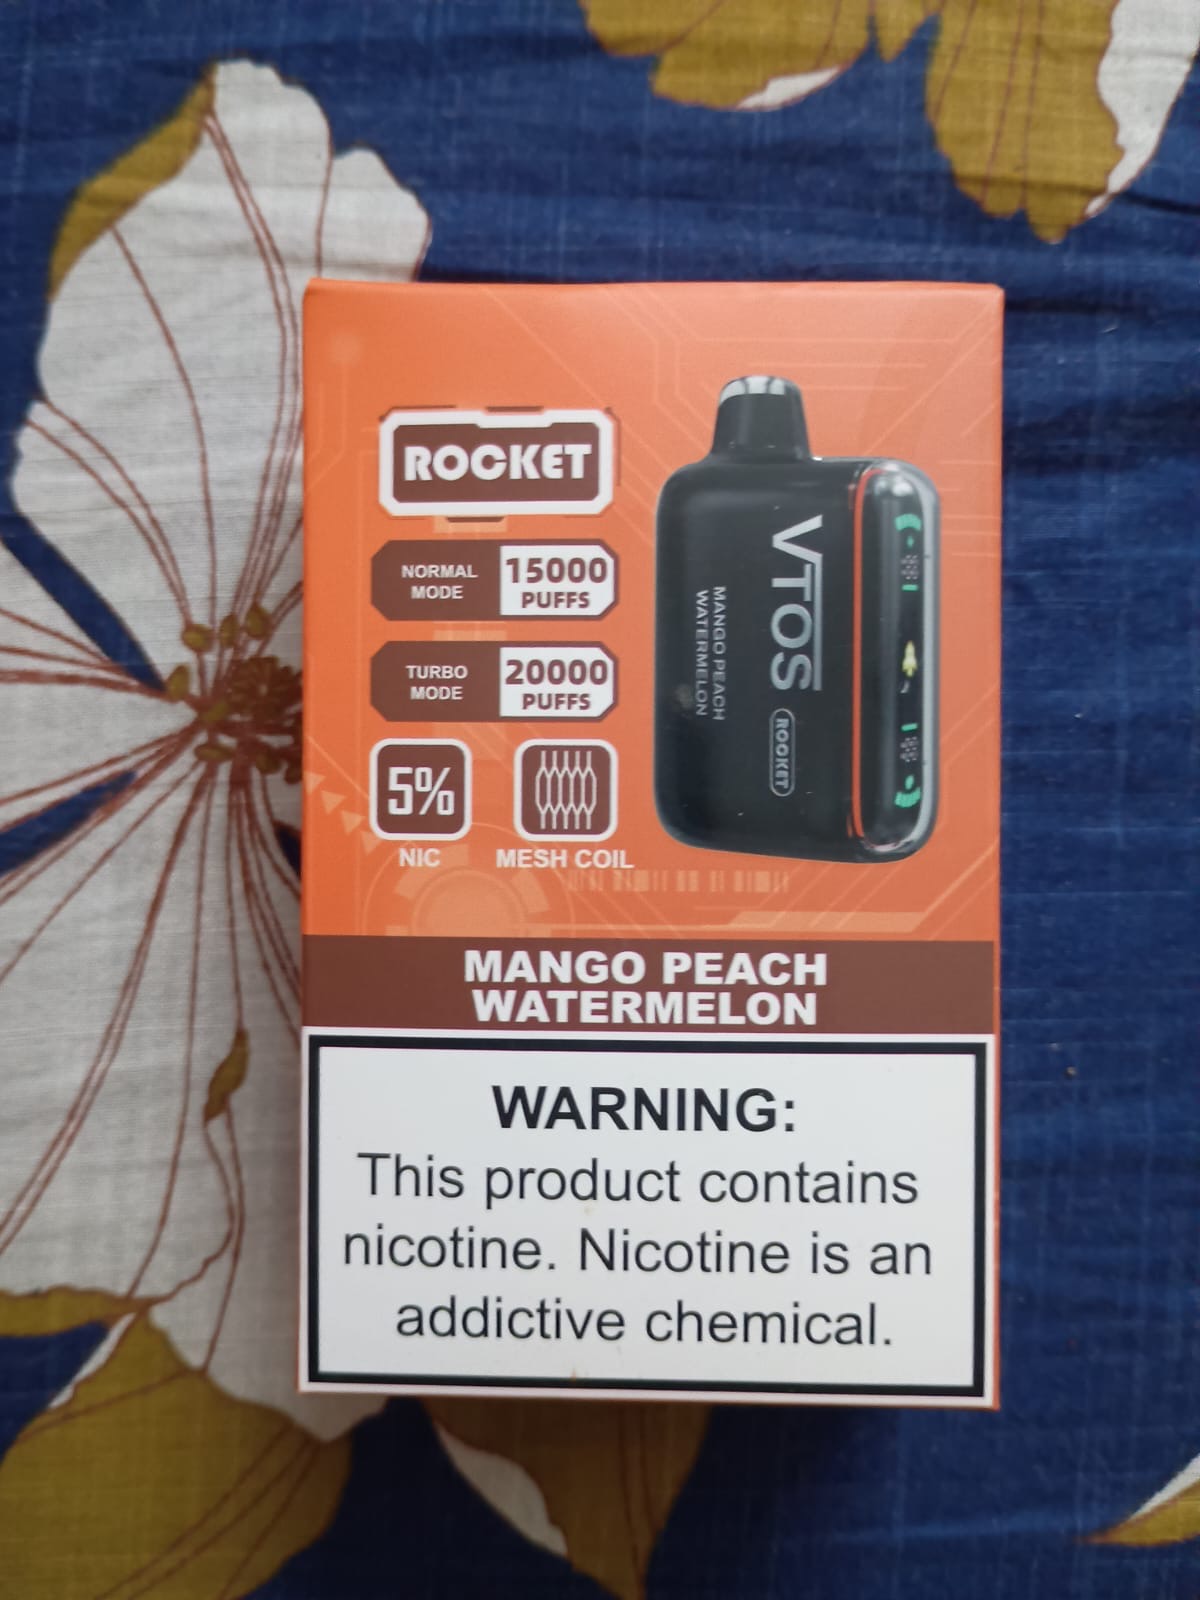 ROCKET
NORMAL
MODE
15000
PUFFS
TURBO
MODE
20000
PUFFS
5%
NIC
MESH COIL
VTOS
ROCKET
MANGO PEACH
WATERMELON
MANGO PEACH
WATERMELON
WARNING:
This product contains
nicotine. Nicotine is an
addictive chemical.